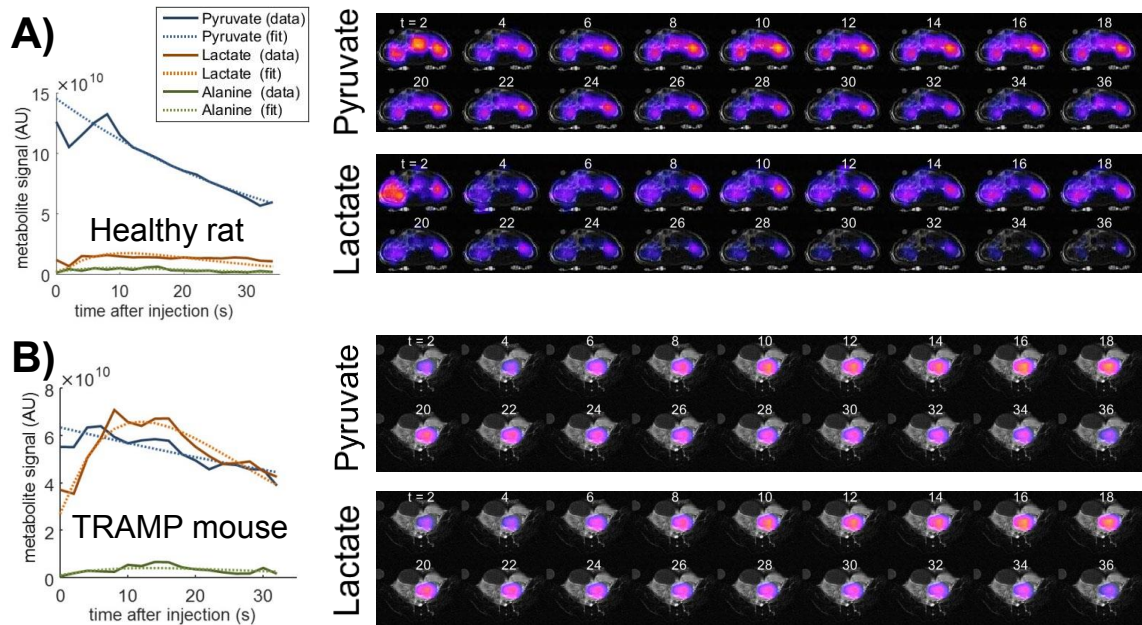 A)
Pyruvate (data)
Pyruvate (fit)
Lactate (data)
Lactate (fit)
Alanine (data)
Alanine (fit)
×10^10
15
10
5
0
metabolite signal (AU)
Healthy rat
0 10 20 30
time after injection (s)
Pyruvate
t = 2 4 6 8 10 12 14 16 18
20 22 24 26 28 30 32 34 36
Lactate
t = 2 4 6 8 10 12 14 16 18
20 22 24 26 28 30 32 34 36
B)
×10^10
8
6
4
2
0
metabolite signal (AU)
TRAMP mouse
0 10 20 30
time after injection (s)
Pyruvate
t = 2 4 6 8 10 12 14 16 18
20 22 24 26 28 30 32 34 36
Lactate
t = 2 4 6 8 10 12 14 16 18
20 22 24 26 28 30 32 34 36